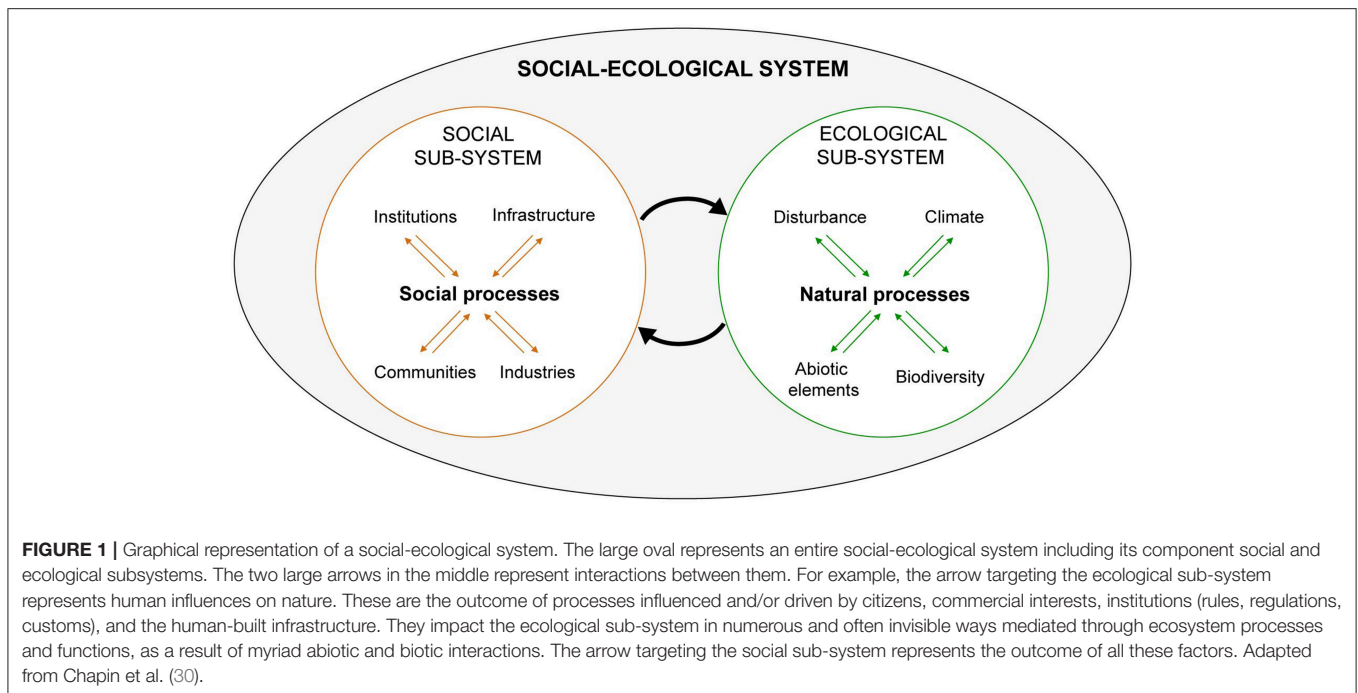 SOCIAL-ECOLOGICAL SYSTEM
SOCIAL
SUB-SYSTEM
Institutions
Infrastructure
Social processes
Communities
Industries
ECOLOGICAL
SUB-SYSTEM
Disturbance
Climate
Natural processes
Abiotic
elements
Biodiversity
FIGURE 1 | Graphical representation of a social-ecological system. The large oval represents an entire social-ecological system including its component social and
ecological subsystems. The two large arrows in the middle represent interactions between them. For example, the arrow targeting the ecological sub-system
represents human influences on nature. These are the outcome of processes influenced and/or driven by citizens, commercial interests, institutions (rules, regulations,
customs), and the human-built infrastructure. They impact the ecological sub-system in numerous and often invisible ways mediated through ecosystem processes
and functions, as a result of myriad abiotic and biotic interactions. The arrow targeting the social sub-system represents the outcome of all these factors. Adapted
from Chapin et al. (30).